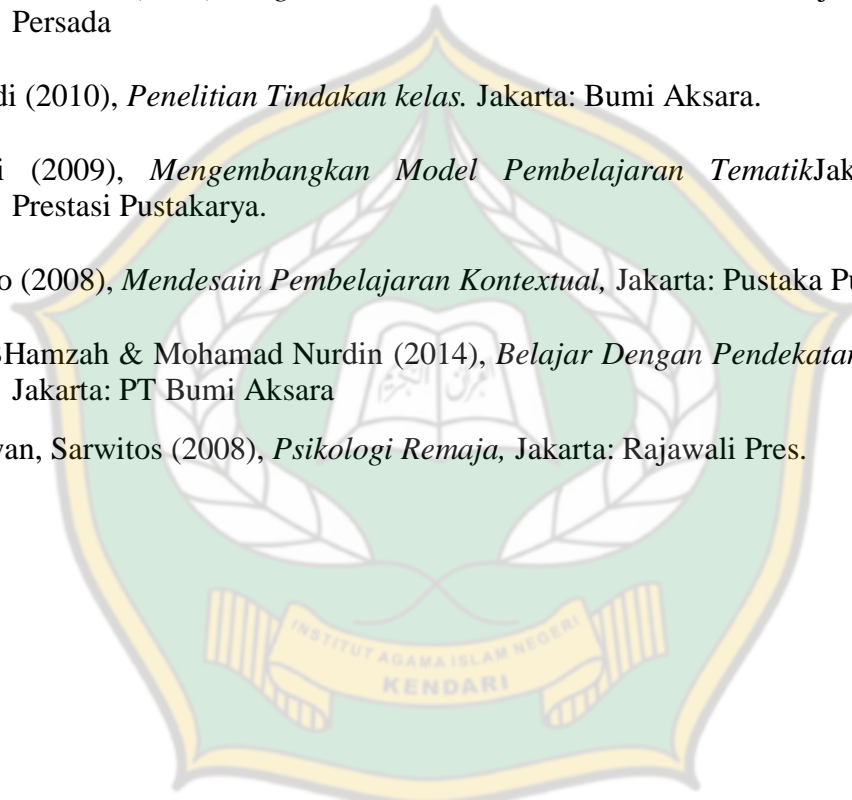 Persada
di (2010), Penelitian Tindakan kelas. Jakarta: Bumi Aksara.
i (2009), Mengembangkan Model Pembelajaran TematikJak
Prestasi Pustakarya.
o (2008), Mendesain Pembelajaran Kontextual, Jakarta: Pustaka Pu
Hamzah & Mohamad Nurdin (2014), Belajar Dengan Pendekatan
Jakarta: PT Bumi Aksara
yan, Sarwitos (2008), Psikologi Remaja, Jakarta: Rajawali Pres.
INSTITUT AGAMA ISLAM NEGERI
KENDARI